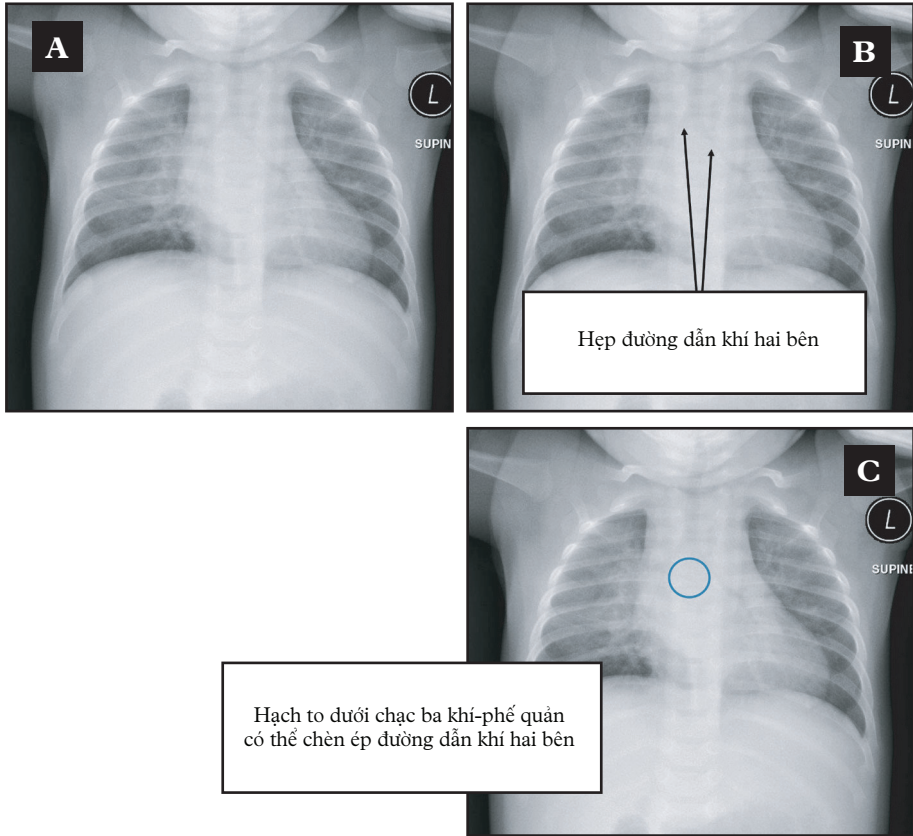 A
L
SUPIN
B
L
SUPIN
Hẹp đường dẫn khí hai bên
C
L
SUPINE
Hạch to dưới chạc ba khí-phế quản
có thể chèn ép đường dẫn khí hai bên